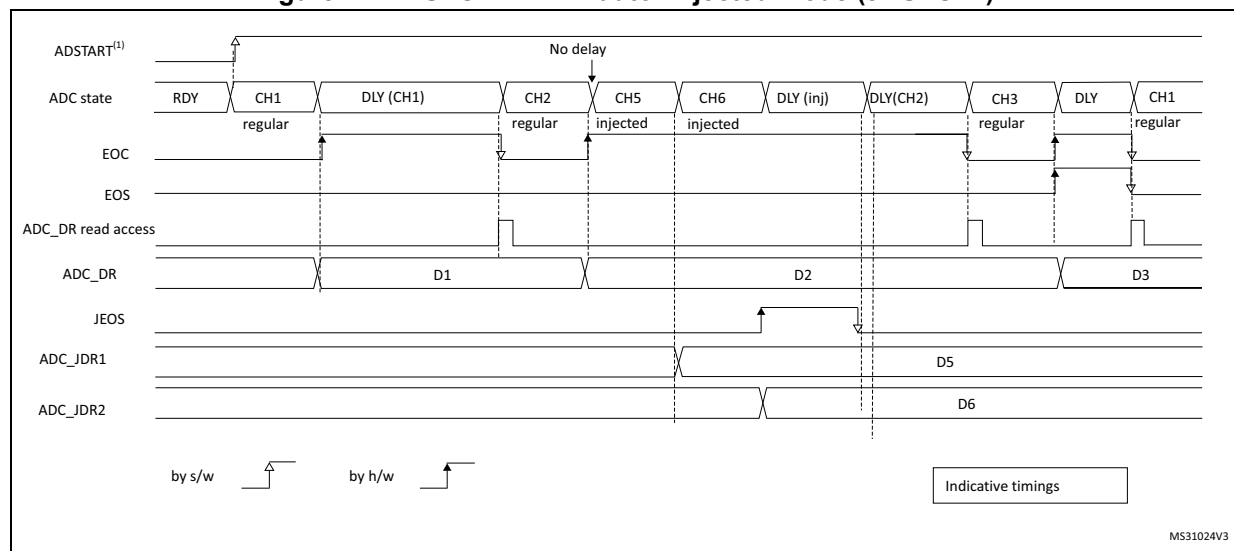 ADSTART(1)
No delay
ADC state RDY CH1 DLY (CH1) CH2 CH5 CH6 DLY (inj) DLY(CH2) CH3 DLY CH1
regular regular injected injected regular regular
EOC
EOS
ADC_DR read access
ADC_DR D1 D2 D3
JEOS
ADC_JDR1 D5
ADC_JDR2 D6
by s/w by h/w Indicative timings
MS31024V3